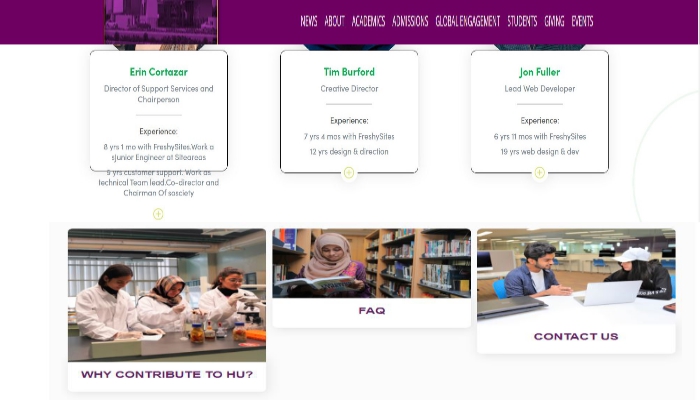 NEWS ABOUT ACADEMICS ADMISSIONS GLOBAL ENGAGEMENT STUDENTS GIVING EVENTS
Erin Cortazar
Director of Support Services and
Chairperson
Experience:
8 yrs 1 mo with FreshySites.Work a
sjunior Engineer at Siteareas
9 yrs customer support. Work as
technical Team lead.Co-director and
Chairman Of sosciety
Tim Burford
Creative Director
Experience:
7 yrs 4 mos with FreshySites
12 yrs design & direction
Jon Fuller
Lead Web Developer
Experience:
6 yrs 11 mos with FreshySites
19 yrs web design & dev
WHY CONTRIBUTE TO HU?
FAQ
CONTACT US